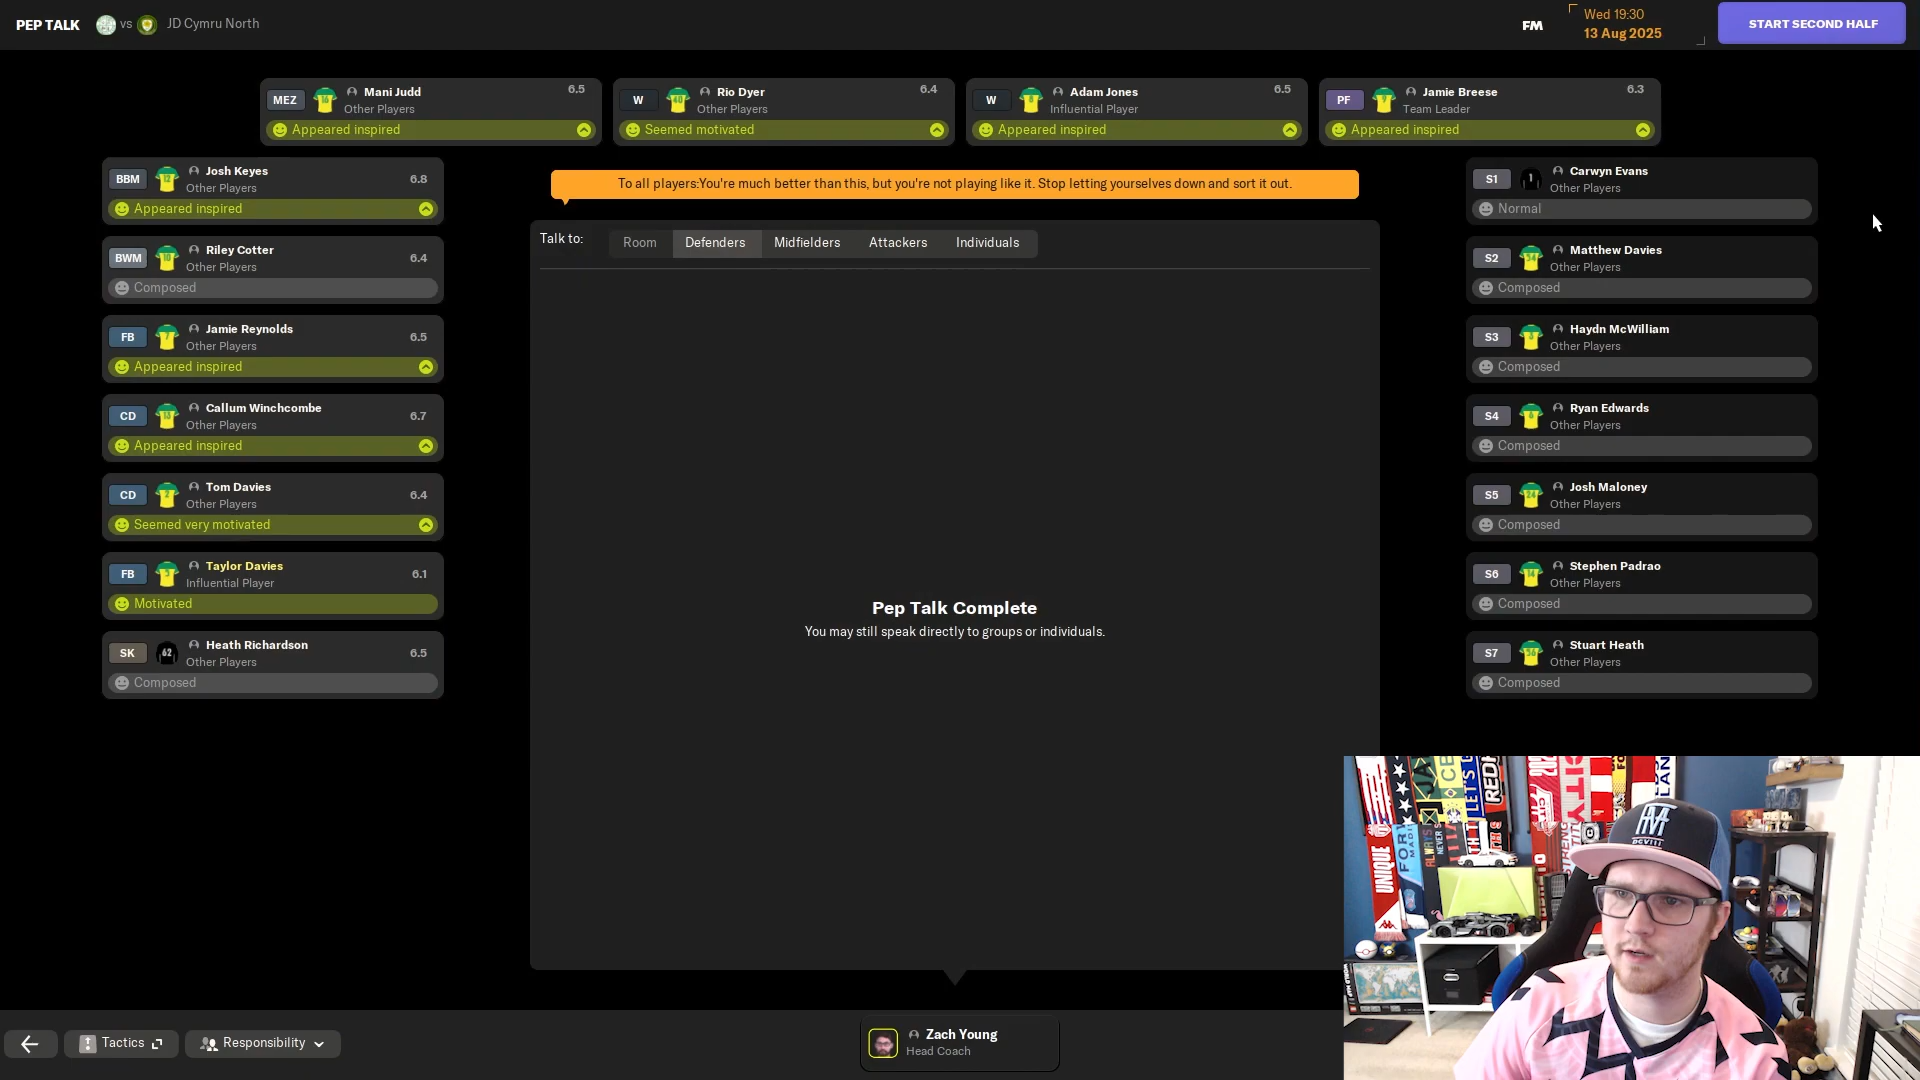 PEP TALK vs JD Cymru North
FM
Wed 19:30
13 Aug 2025
START SECOND HALF
MEZ Mani Judd 6.5
Other Players
Appeared inspired
W Rio Dyer 6.4
Other Players
Seemed motivated
W Adam Jones 6.5
Influential Player
Appeared inspired
PF Jamie Breese 6.3
Team Leader
Appeared inspired
BBM Josh Keyes 6.8
Other Players
Appeared inspired
BWM Riley Cotter 6.4
Other Players
Composed
FB Jamie Reynolds 6.5
Other Players
Appeared inspired
CD Callum Winchcombe 6.7
Other Players
Appeared inspired
CD Tom Davies 6.4
Other Players
Seemed very motivated
FB Taylor Davies 6.1
Influential Player
Motivated
SK 62 Heath Richardson 6.5
Other Players
Composed
To all players:You're much better than this, but you're not playing like it. Stop letting yourselves down and sort it out.
Talk to: Room Defenders Midfielders Attackers Individuals
Pep Talk Complete
You may still speak directly to groups or individuals.
S1 1 Carwyn Evans
Other Players
Normal
S2 Matthew Davies
Other Players
Composed
S3 Haydn McWilliam
Other Players
Composed
S4 Ryan Edwards
Other Players
Composed
S5 Josh Maloney
Other Players
Composed
S6 Stephen Padrao
Other Players
Composed
S7 Stuart Heath
Other Players
Composed
Tactics
Responsibility
Zach Young
Head Coach
LET'S
RED
CITY
UNIQUE